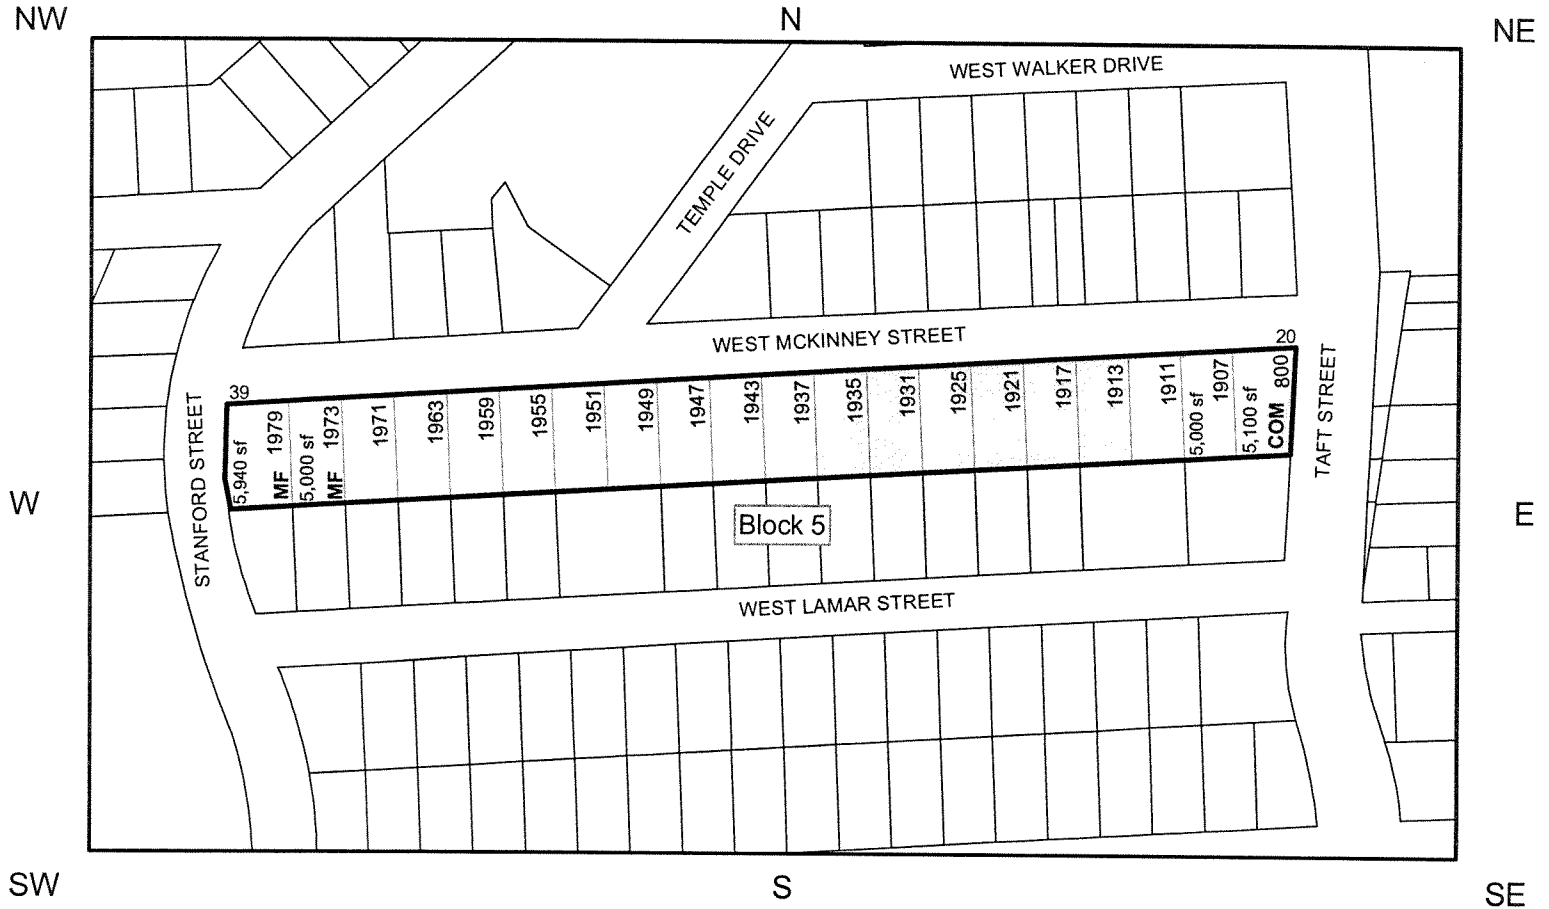 NW
N
NE
WEST WALKER DRIVE
TEMPLE DRIVE
WEST MCKINNEY STREET
20
39
5,940 sf
MF 1979
5,000 sf
MF 1973
1971
1963
1959
1955
1951
1949
1947
1943
1937
1935
1931
1925
1921
1917
1913
1911
5,000 sf
1907
5,100 sf
COM 800
STANFORD STREET
TAFT STREET
W
Block 5
E
WEST LAMAR STREET
SW
S
SE